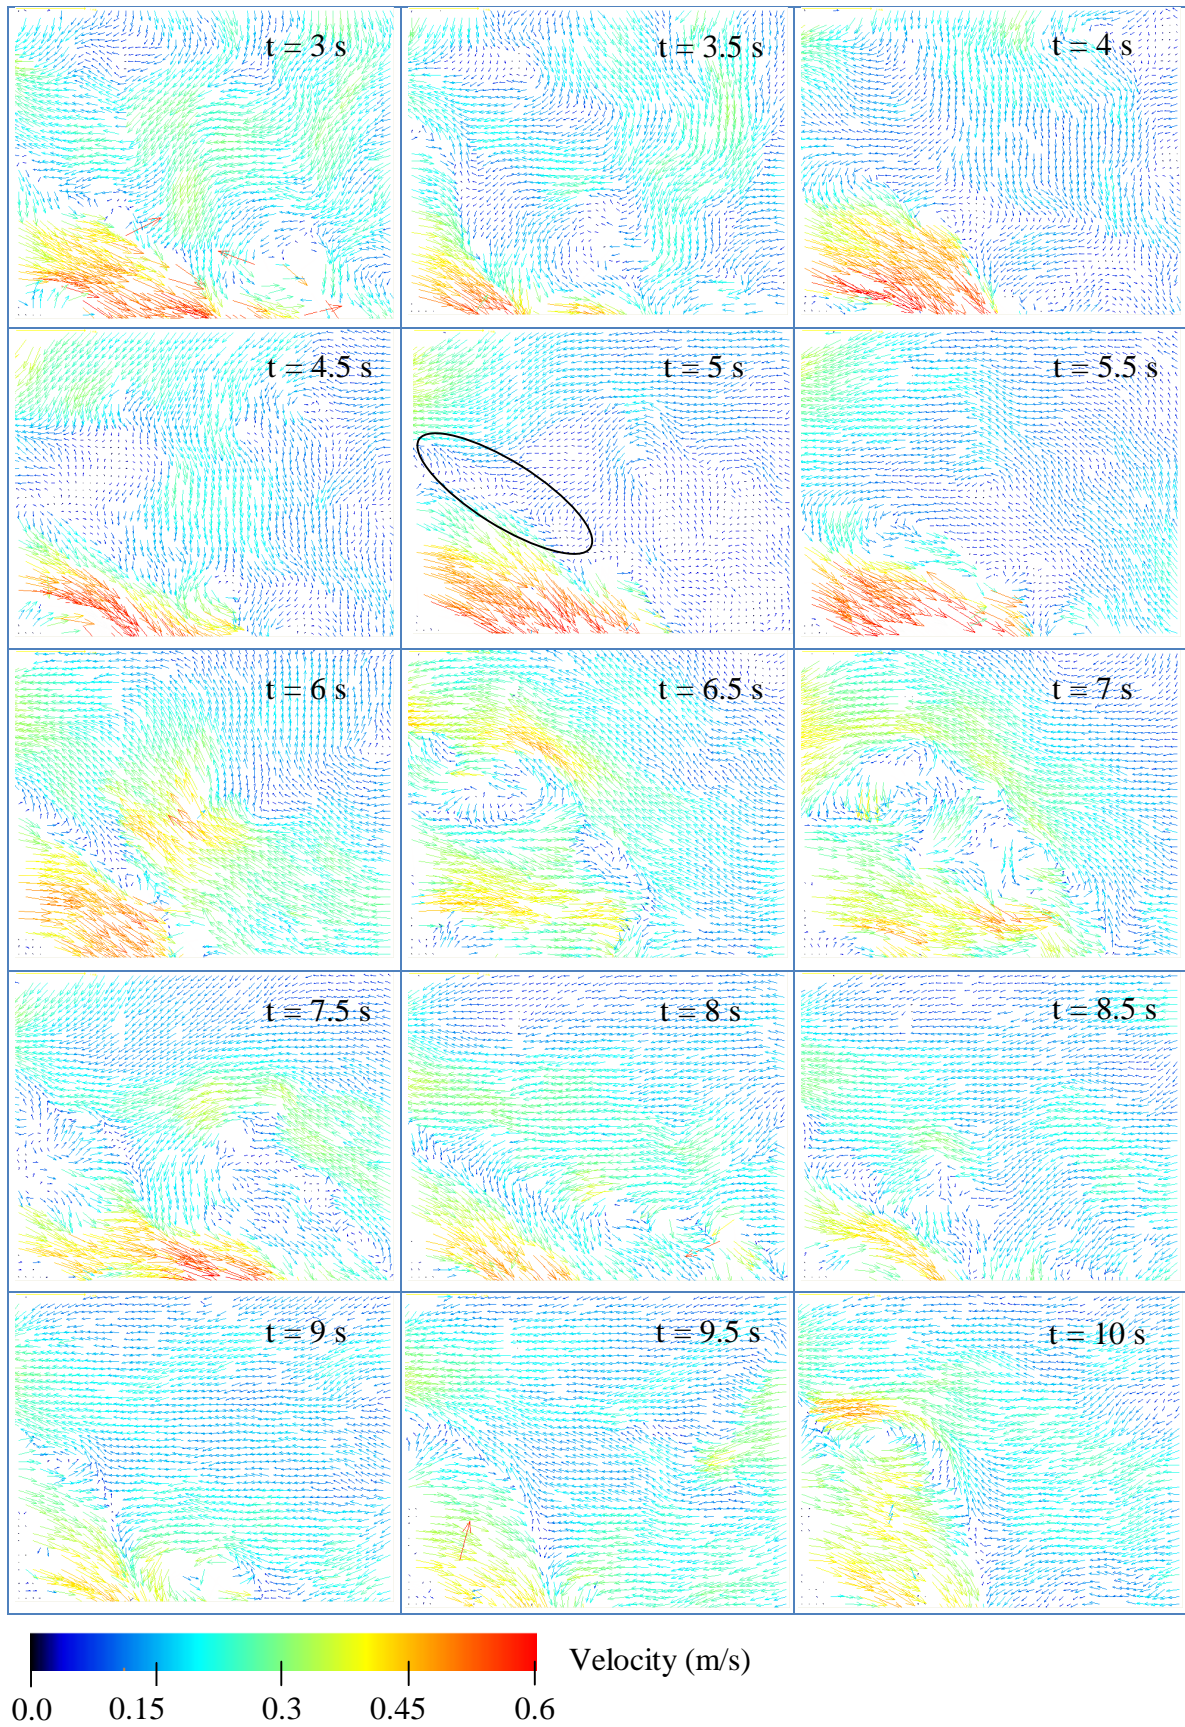 t = 3 s
t = 3.5 s
t = 4 s
t = 4.5 s
t = 5 s
t = 5.5 s
t = 6 s
t = 6.5 s
t = 7 s
t = 7.5 s
t = 8 s
t = 8.5 s
t = 9 s
t = 9.5 s
t = 10 s
Velocity (m/s)
0.0 0.15 0.3 0.45 0.6